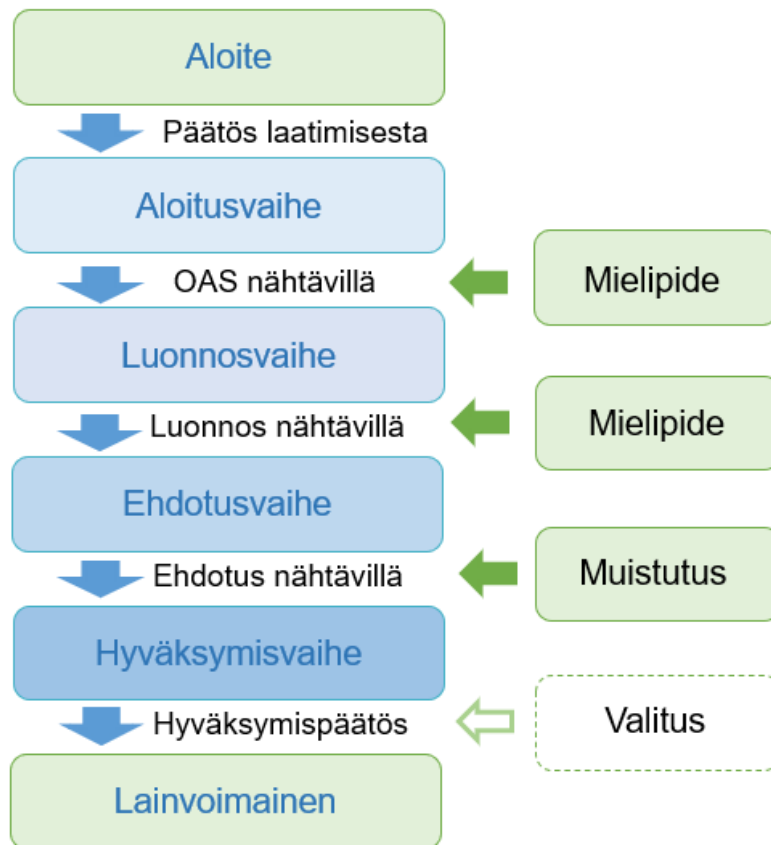 Aloite
Päätös laatimisesta
Aloitusvaihe
OAS nähtävillä
Mielipide
Luonnosvaihe
Luonnos nähtävillä
Mielipide
Ehdotusvaihe
Ehdotus nähtävillä
Muistutus
Hyväksymisvaihe
Hyväksymispäätös
Valitus
Lainvoimainen